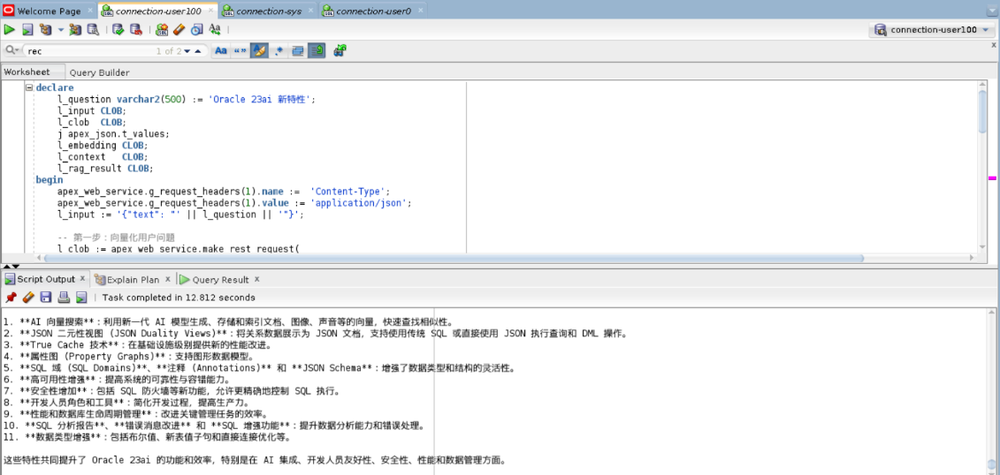 Welcome Page
connection-user100
connection-sys
connection-user0
connection-user100
rec
1 of 2
Aa
Worksheet
Query Builder
declare
l_question varchar2(500) := 'Oracle 23ai 新特性';
l_input CLOB;
l_clob CLOB;
j apex_json.t_values;
l_embedding CLOB;
l_context CLOB;
l_rag_result CLOB;
begin
apex_web_service.g_request_headers(1).name := 'Content-Type';
apex_web_service.g_request_headers(1).value := 'application/json';
l_input := '{"text": "' || l_question || '"}';
-- 第一步：向量化用户问题
l_clob := apex_web_service.make_rest_request(
Script Output
Explain Plan
Query Result
Task completed in 12.812 seconds
1. **AI 向量搜索**：利用新一代 AI 模型生成、存储和索引文档、图像、声音等的向量，快速查找相似性。
2. **JSON 二元性视图 (JSON Duality Views)**：将关系数据展示为 JSON 文档，支持使用传统 SQL 或直接使用 JSON 执行查询和 DML 操作。
3. **True Cache 技术**：在基础设施级别提供新的性能改进。
4. **属性图 (Property Graphs)**：支持图形数据模型。
5. **SQL 域 (SQL Domains)**、**注释 (Annotations)** 和 **JSON Schema**：增强了数据类型和结构的灵活性。
6. **高可用性增强**：提高系统的可靠性与容错能力。
7. **安全性增加**：包括 SQL 防火墙等新功能，允许更精确地控制 SQL 执行。
8. **开发人员角色和工具**：简化开发过程，提高生产力。
9. **性能和数据库生命周期管理**：改进关键管理任务的效率。
10. **SQL 分析报告**、**错误消息改进** 和 **SQL 增强功能**：提升数据分析能力和错误处理。
11. **数据类型增强**：包括布尔值、新表值子句和直接连接优化等。
这些特性共同提升了 Oracle 23ai 的功能和效率，特别是在 AI 集成、开发人员友好性、安全性、性能和数据管理方面。